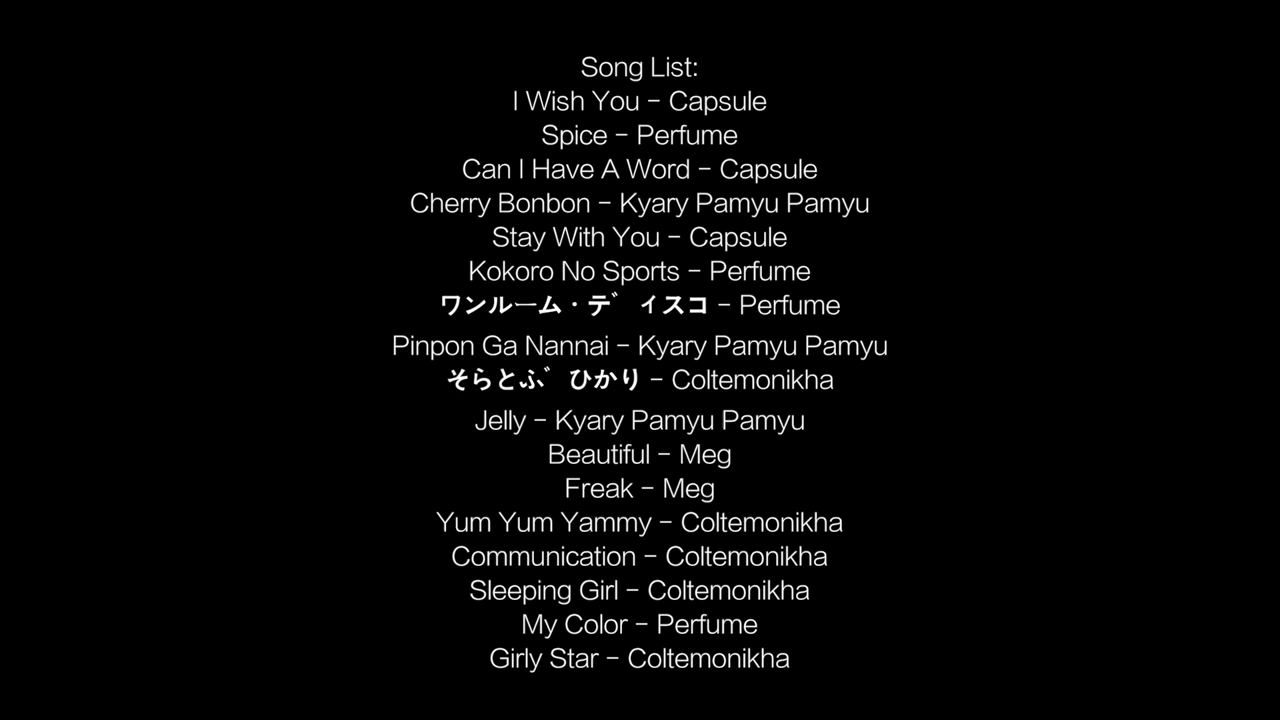 Song List:
I Wish You – Capsule
Spice – Perfume
Can I Have A Word – Capsule
Cherry Bonbon – Kyary Pamyu Pamyu
Stay With You – Capsule
Kokoro No Sports – Perfume
ワンルーム・ディスコ – Perfume
Pinpon Ga Nannai – Kyary Pamyu Pamyu
そらとぶひかり – Coltemonikha
Jelly – Kyary Pamyu Pamyu
Beautiful – Meg
Freak – Meg
Yum Yum Yammy – Coltemonikha
Communication – Coltemonikha
Sleeping Girl – Coltemonikha
My Color – Perfume
Girly Star – Coltemonikha